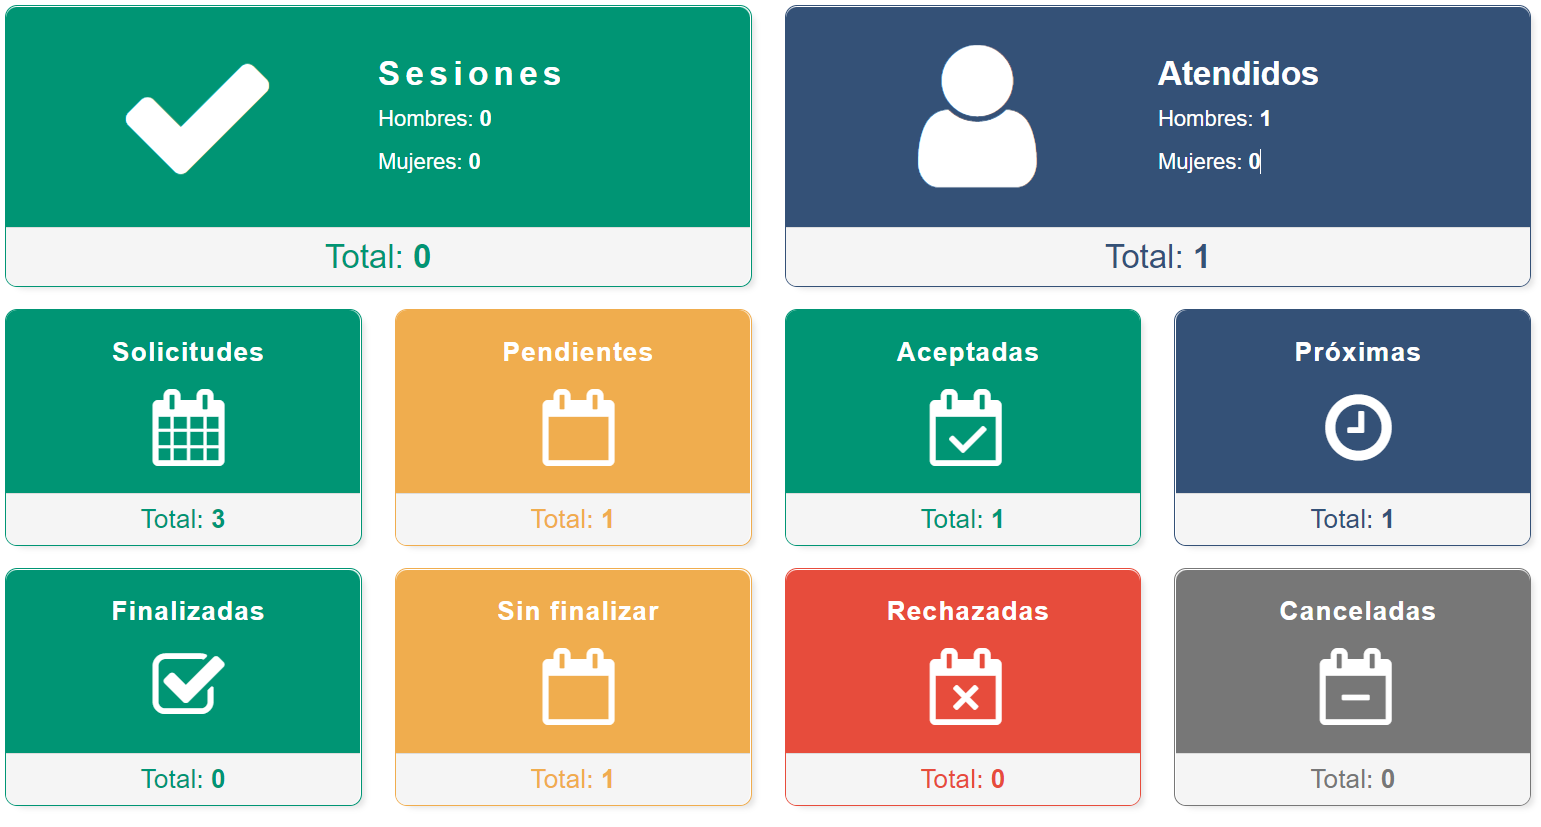 Sesiones
Hombres: 0
Mujeres: 0
Total: 0
Atendidos
Hombres: 1
Mujeres: 0
Total: 1
Solicitudes
Total: 3
Pendientes
Total: 1
Aceptadas
Total: 1
Próximas
Total: 1
Finalizadas
Total: 0
Sin finalizar
Total: 1
Rechazadas
Total: 0
Canceladas
Total: 0